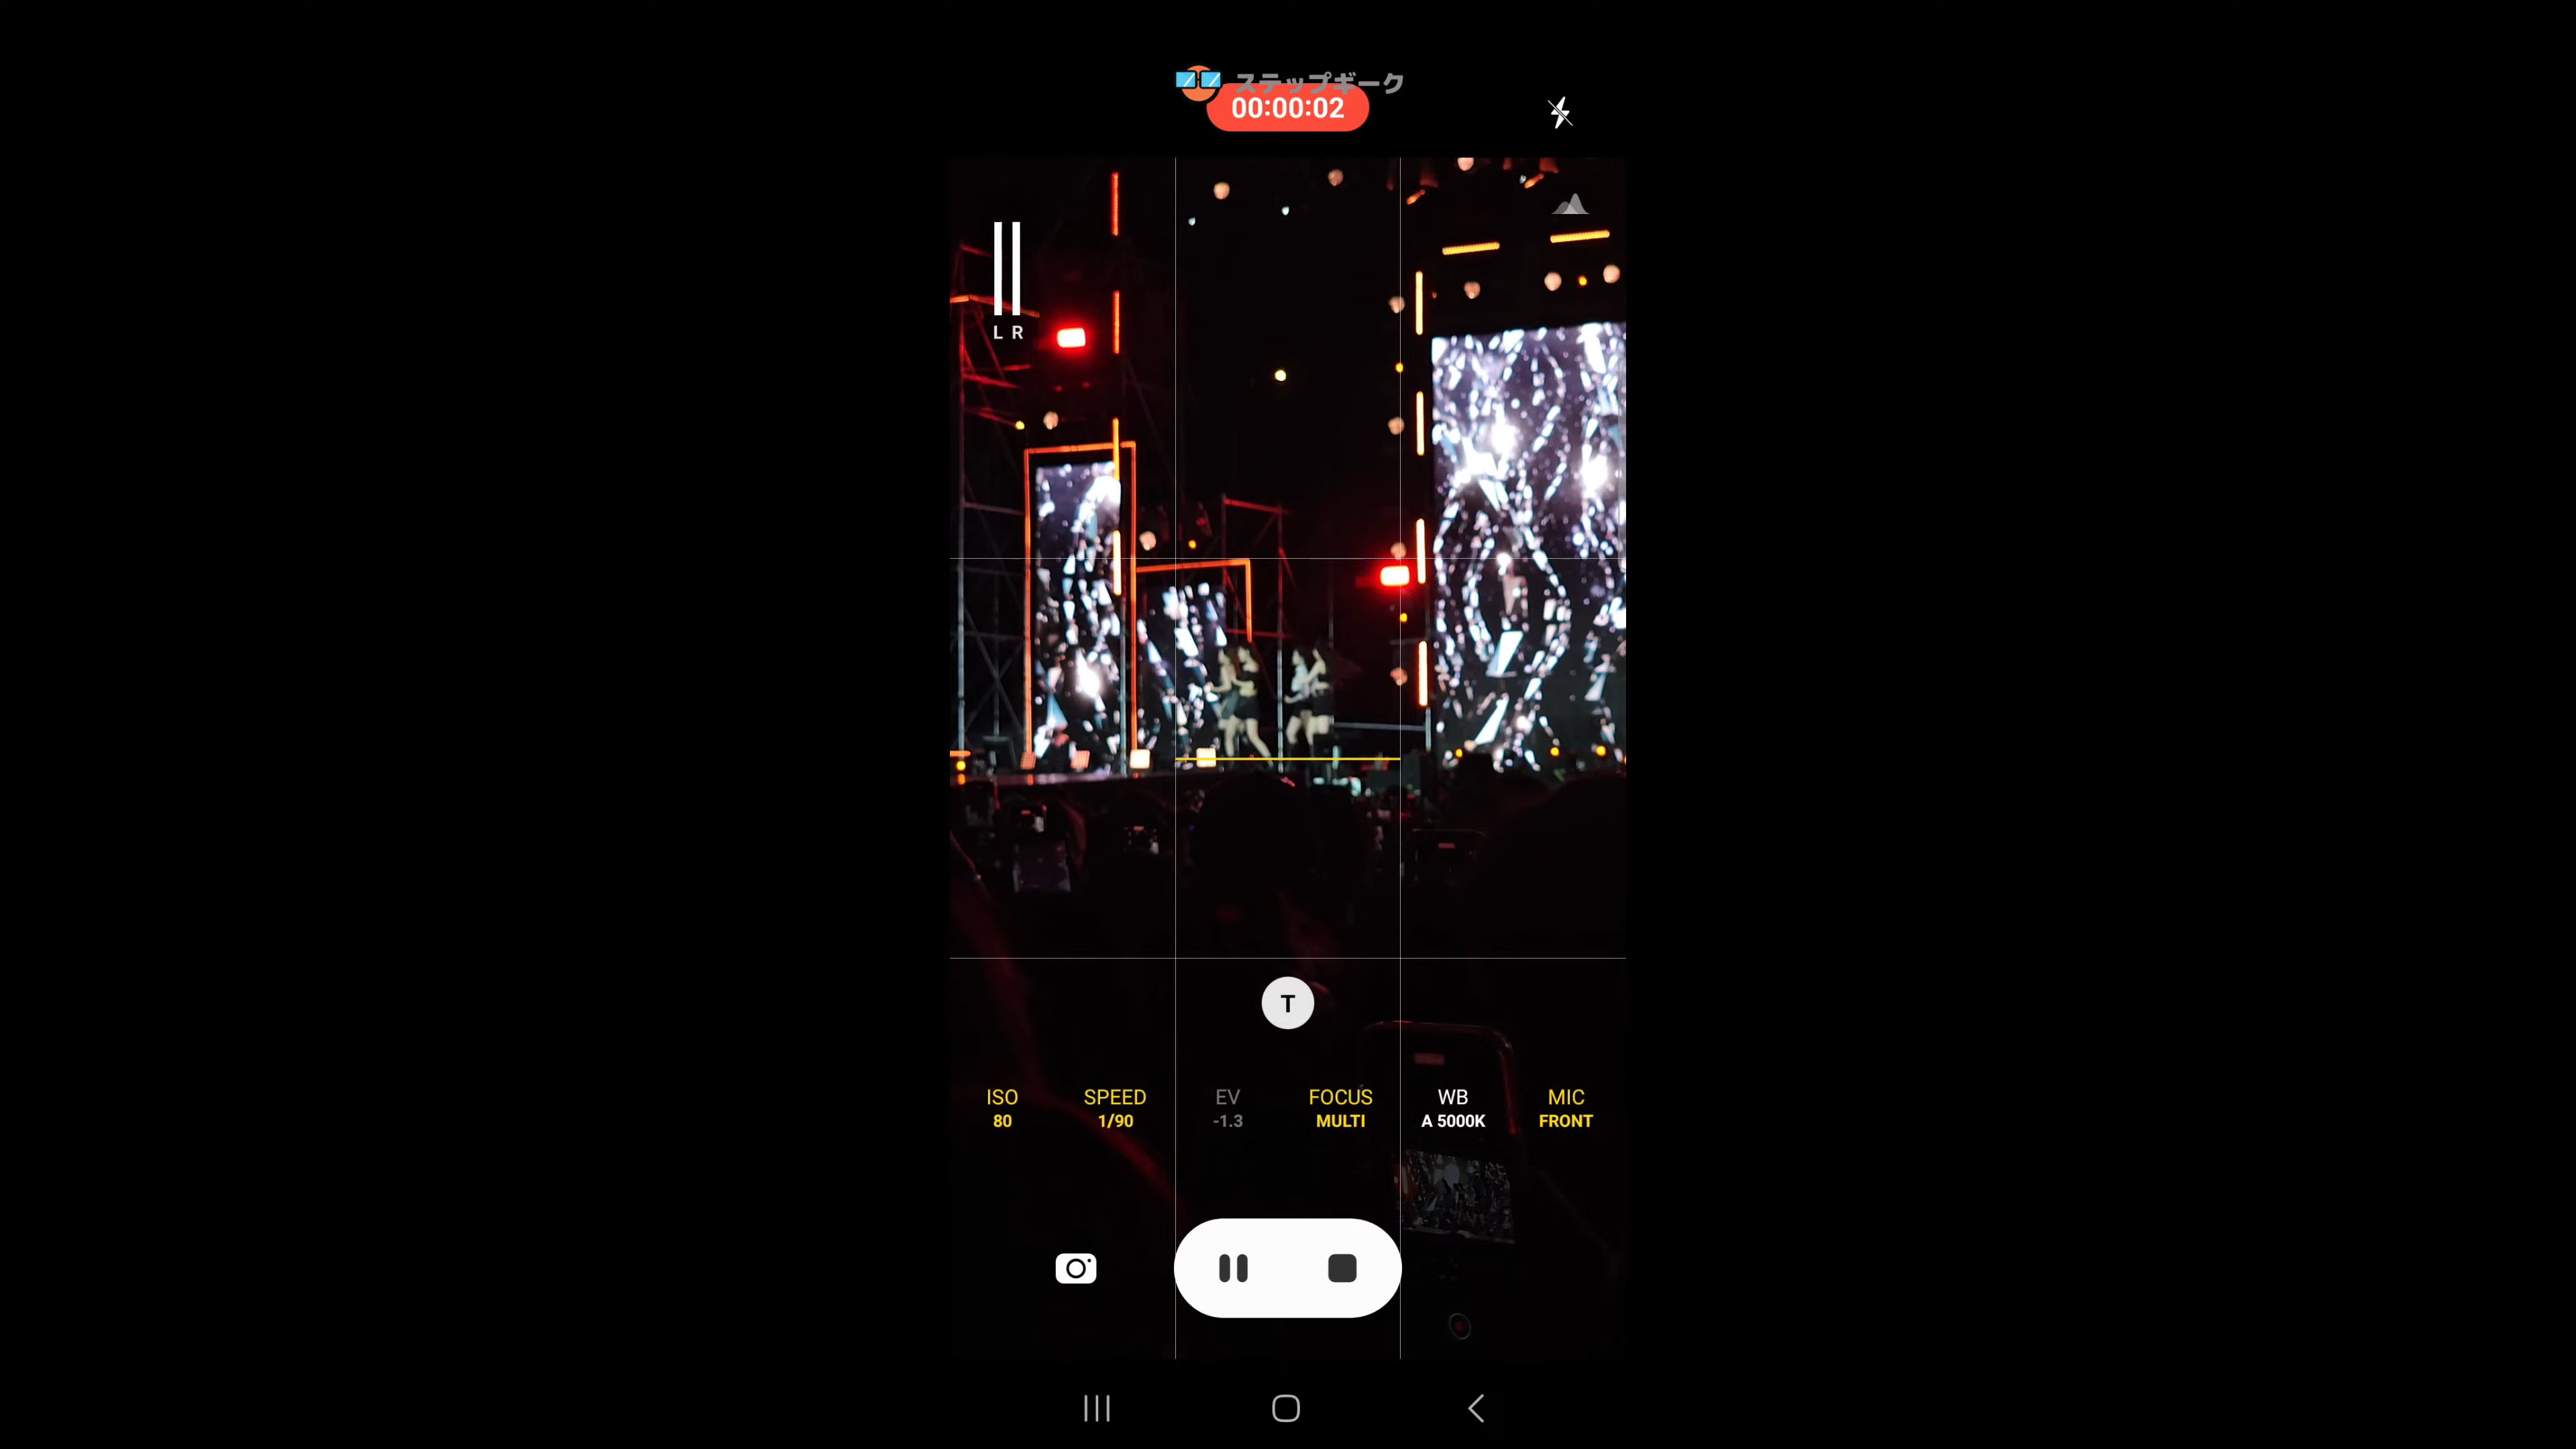 ステップギーク
00:00:02
L R
T
ISO SPEED EV FOCUS WB MIC
80 1/90 -1.3 MULTI A 5000K FRONT